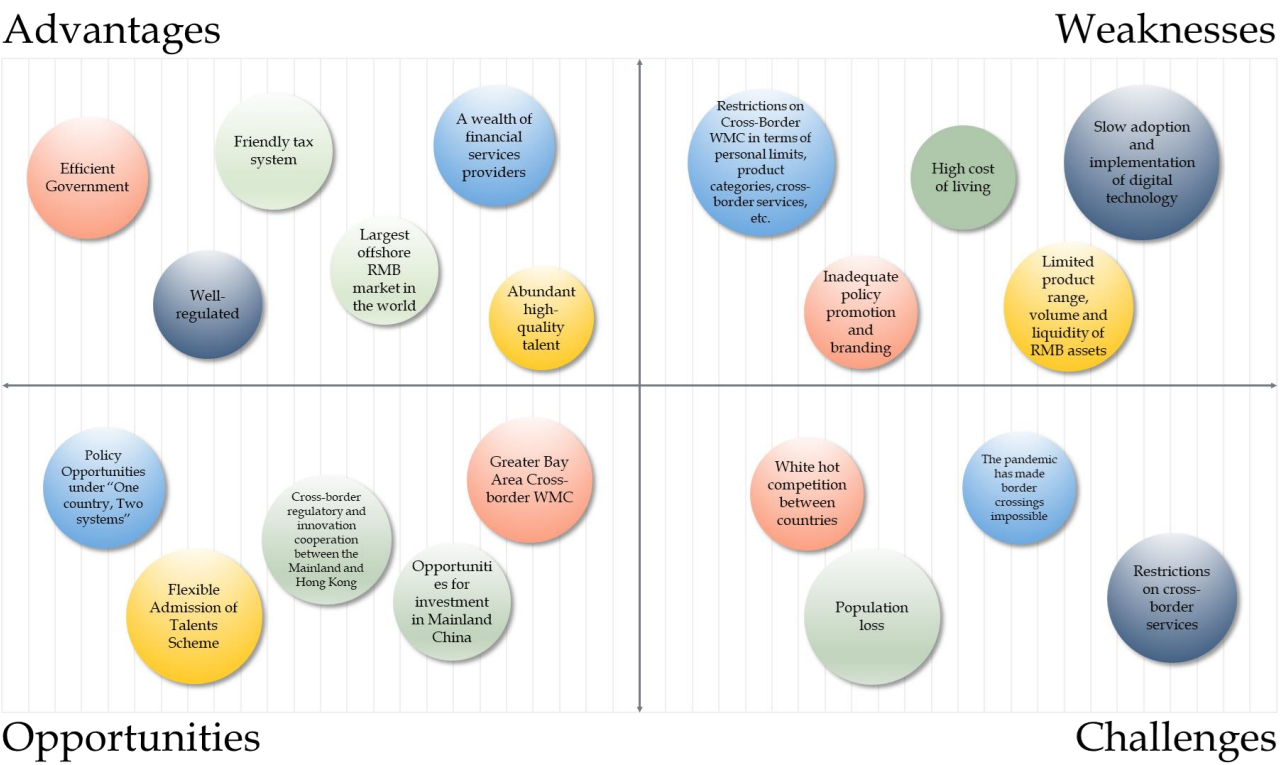 Advantages
Weaknesses
Efficient
Government
Friendly tax
system
A wealth of
financial
services
providers
Well-
regulated
Largest
offshore
RMB
market in
the world
Abundant
high-
quality
talent
Restrictions on
Cross-Border
WMC in terms of
personal limits,
product
categories, cross-
border services,
etc.
High cost
of living
Slow adoption
and
implementation
of digital
technology
Inadequate
policy
promotion
and
branding
Limited
product
range,
volume and
liquidity of
RMB assets
Policy
Opportunities
under “One
country, Two
systems”
Flexible
Admission of
Talents
Scheme
Cross-border
regulatory and
innovation
cooperation
between the
Mainland and
Hong Kong
Greater Bay
Area Cross-
border WMC
Opportuniti
es for
investment
in Mainland
China
White hot
competition
between
countries
Population
loss
The pandemic
has made
border
crossings
impossible
Restrictions
on cross-
border
services
Opportunities
Challenges